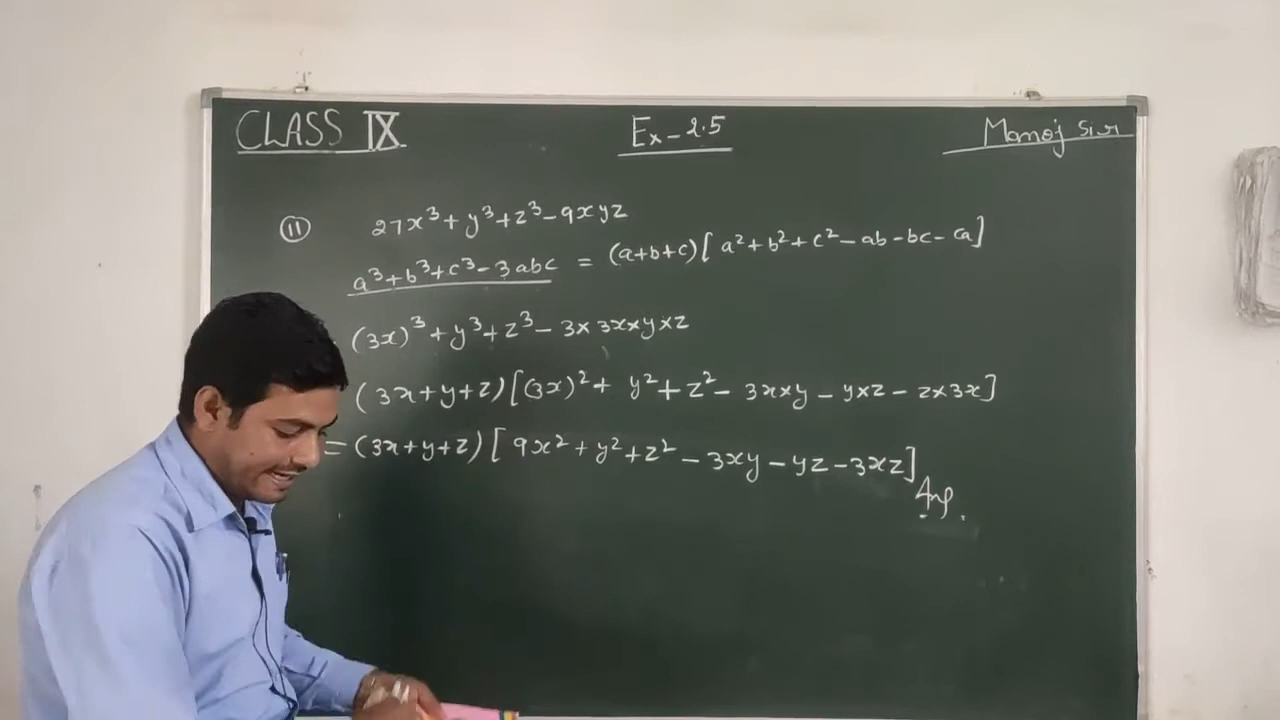 CLASS IX Ex-2.5 Manoj Sir
11 27x³+y³+z³-9xyz
a³+b³+c³-3abc = (a+b+c)[a²+b²+c²-ab-bc-ca]
(3x)³+y³+z³-3×3x×y×z
(3x+y+z)[(3x)²+y²+z²-3x×y-y×z-z×3x]
=(3x+y+z)[9x²+y²+z²-3xy-yz-3xz]
Ans.